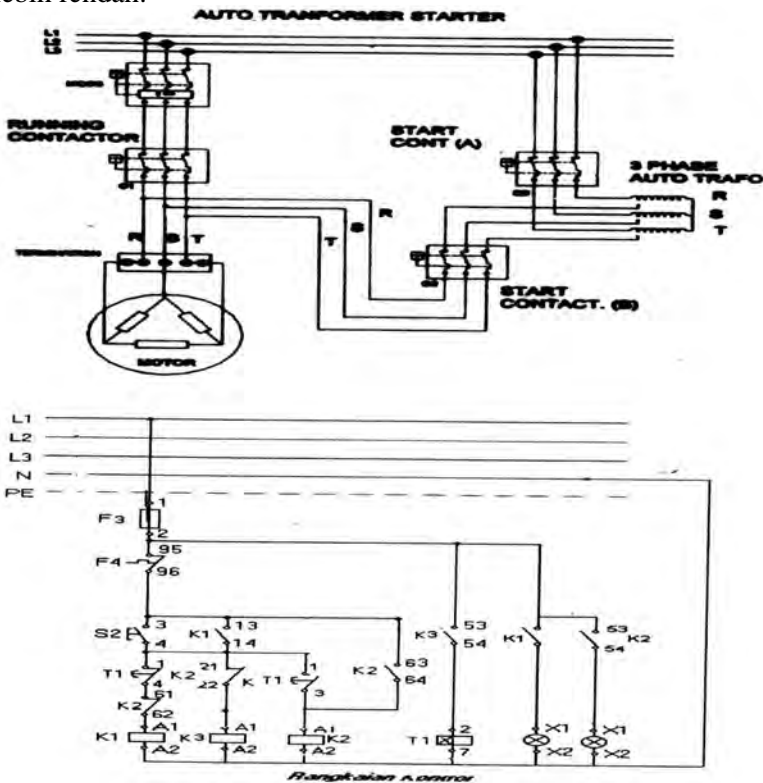 AUTO TRANFORMER STARTER
L1
RUNNING
CONTACTOR
START
CONT (A)
3 PHASE
AUTO TRAFO
R
S
T
R
S
T
R S T
START
CONTACT. (B)
MOTOR
L1
L2
L3
N
PE
1
F3
2
95
F4
96
3
S2
4
13
K1
14
K3
53
54
K1
53
K2
54
63
K2
64
1
T1
4
K2
21
22
K
1
T1
3
61
K2
62
A1
K1
A2
A1
K3
A2
A1
K2
A2
2
T1
7
X1
X2
X1
X2
Rangkaian Kontrol